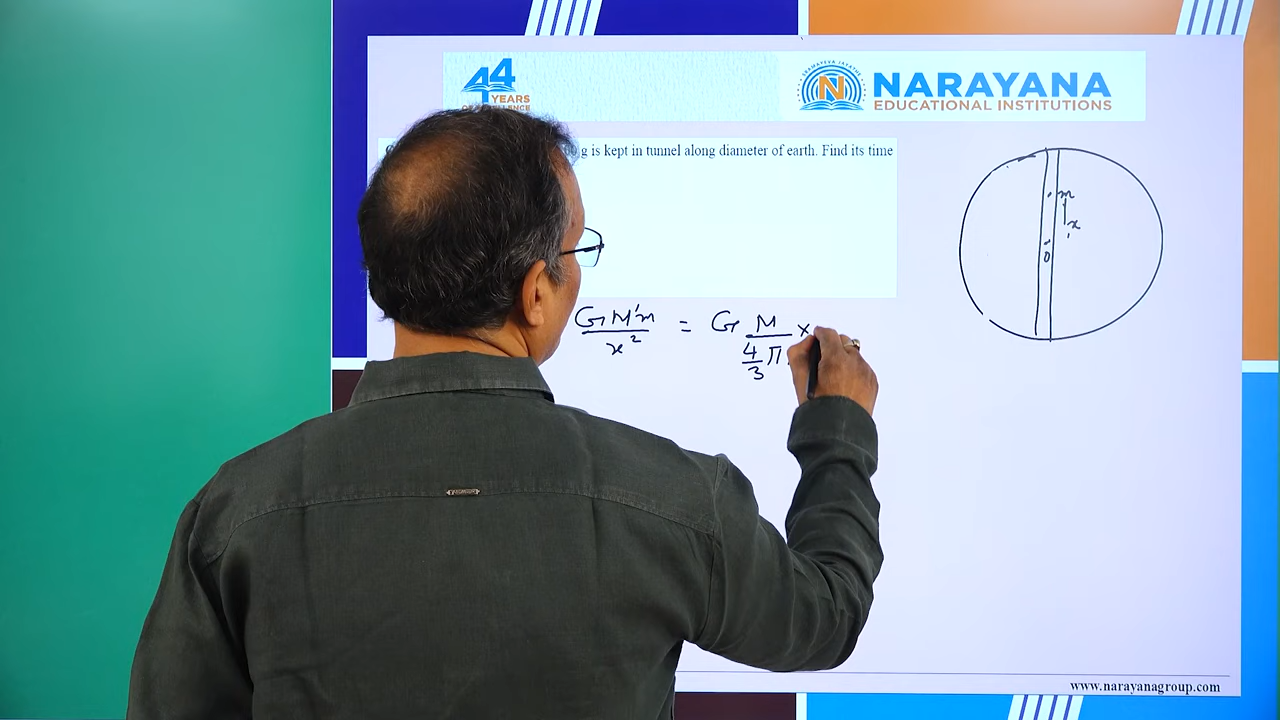 44
YEARS
NARAYANA
EDUCATIONAL INSTITUTIONS
g is kept in tunnel along diameter of earth. Find its time
m
x
O
GM'm / x² = G M / (4/3 π ×
www.narayanagroup.com